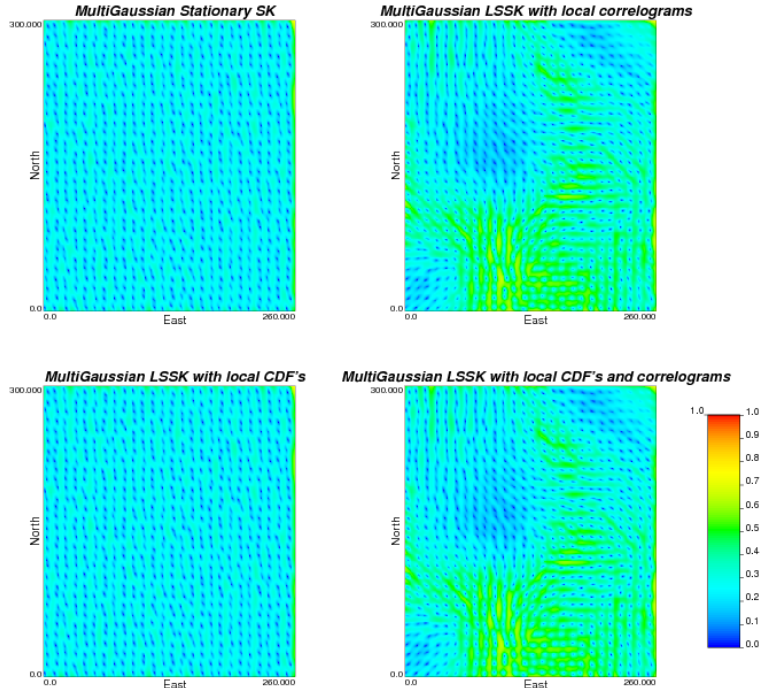 MultiGaussian Stationary SK
300.000
North
0.0
0.0
East
260.000
MultiGaussian LSSK with local correlograms
300.000
North
0.0
0.0
East
260.000
MultiGaussian LSSK with local CDF's
300.000
North
0.0
0.0
East
260.000
MultiGaussian LSSK with local CDF's and correlograms
300.000
North
0.0
0.0
East
260.000
1.0
1.0
0.9
0.8
0.7
0.6
0.5
0.4
0.3
0.2
0.1
0.0